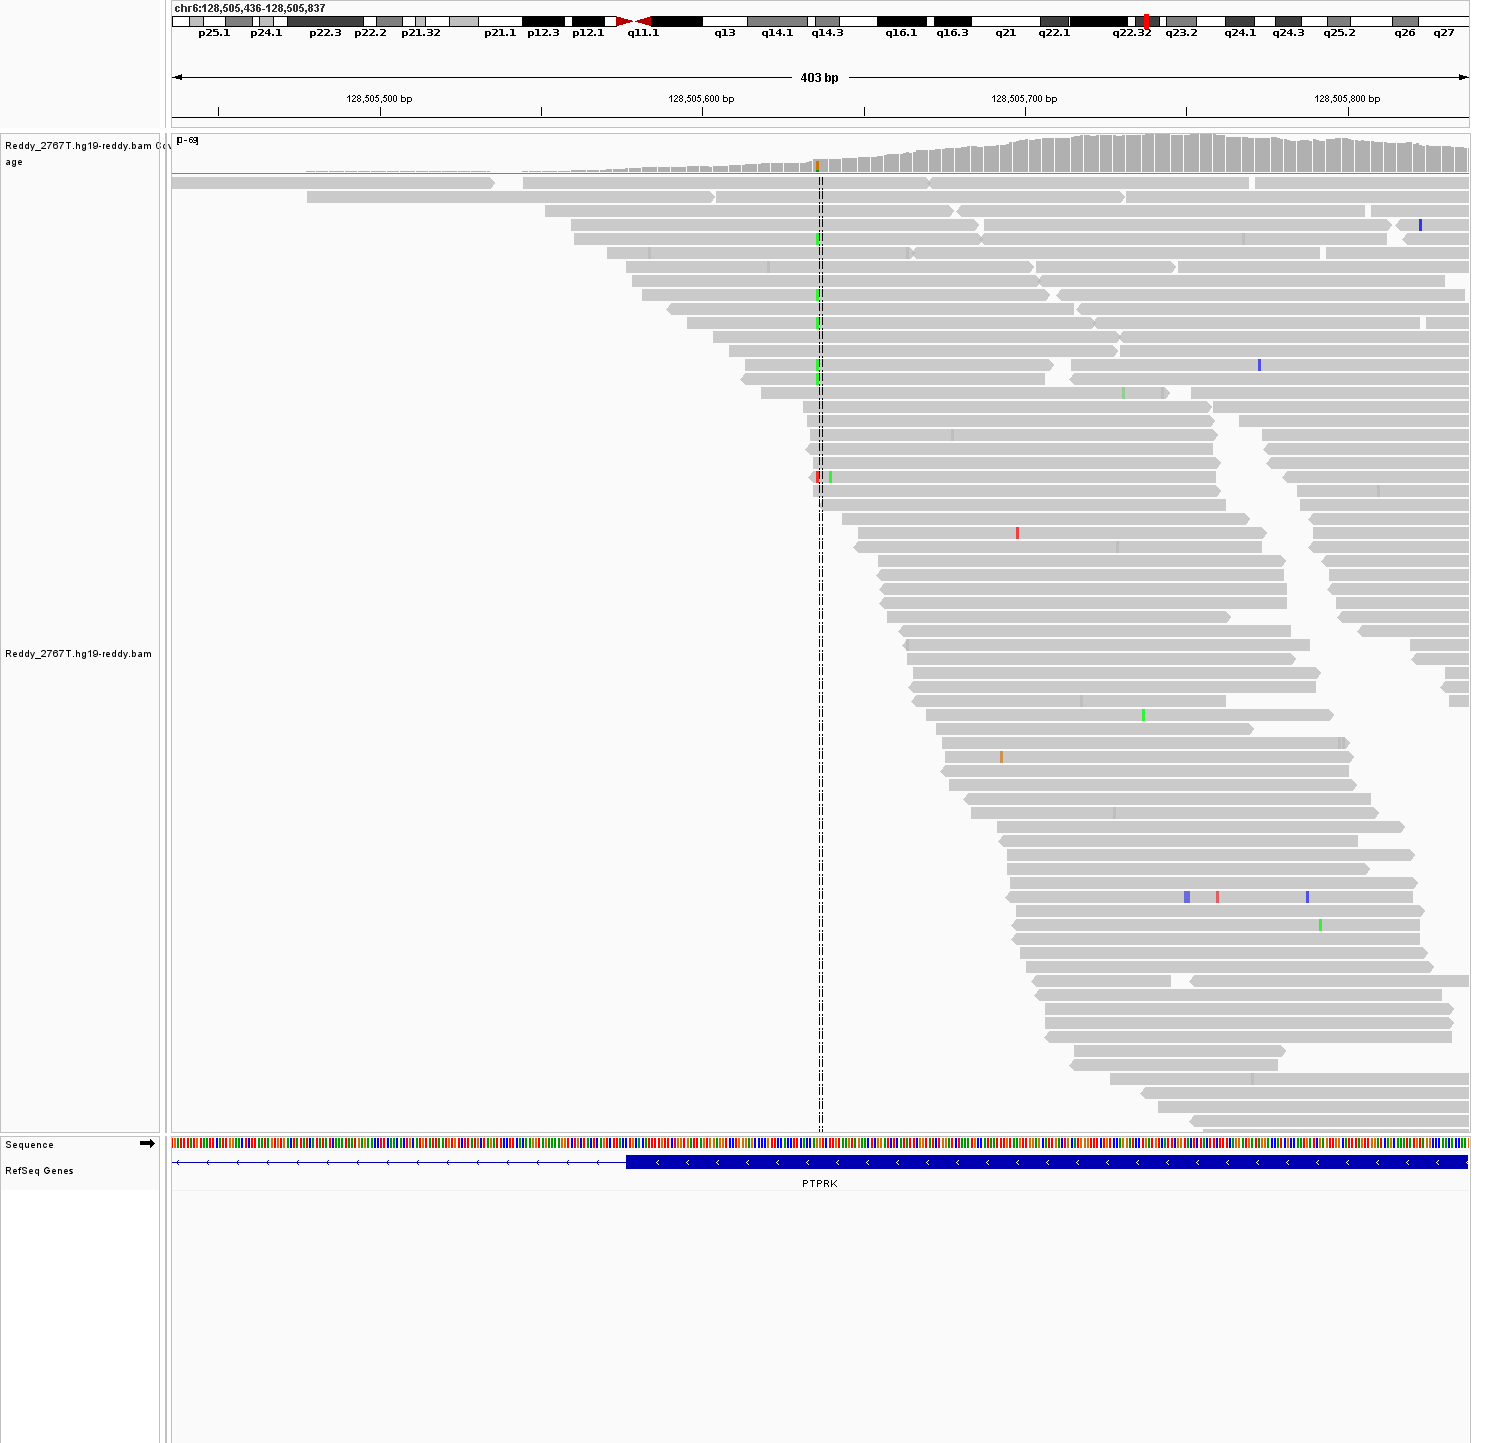 chr6:128,505,436-128,505,837
p25.1 p24.1 p22.3 p22.2 p21.32 p21.1 p12.3 p12.1 q11.1 q13 q14.1 q14.3 q16.1 q16.3 q21 q22.1 q22.32 q23.2 q24.1 q24.3 q25.2 q26 q27
403 bp
128,505,500 bp 128,505,600 bp 128,505,700 bp 128,505,800 bp
[0 - 69]
Reddy_2767T.hg19-reddy.bam Cov
age
Reddy_2767T.hg19-reddy.bam
Sequence
RefSeq Genes
PTPRK